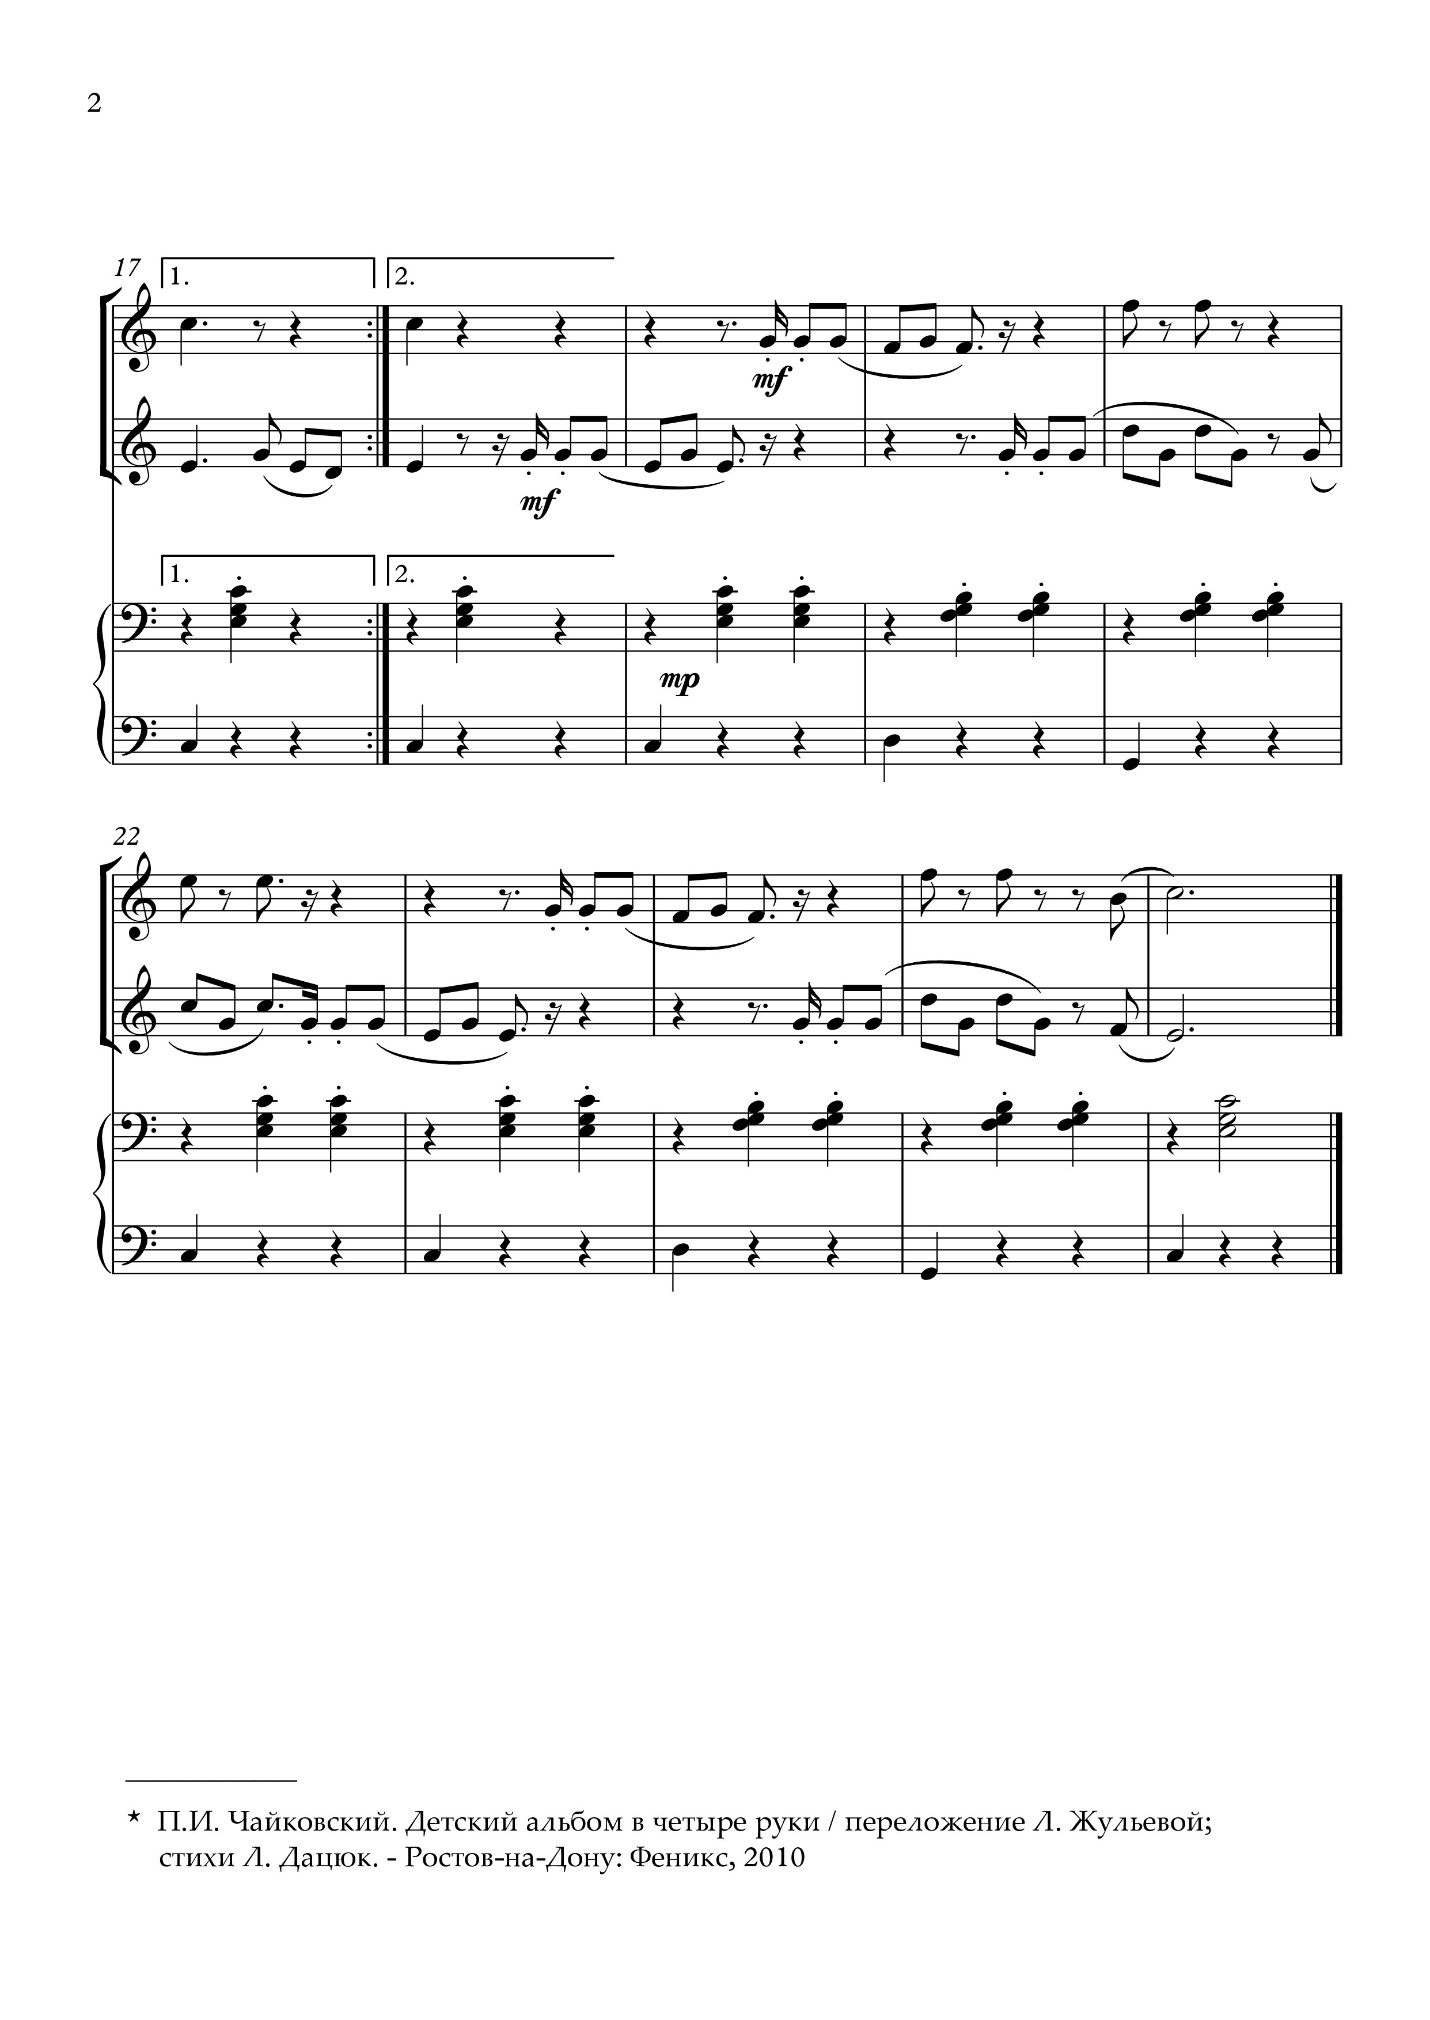 2
17
1.
2.
mf
mf
1.
2.
mp
22
* П.И. Чайковский. Детский альбом в четыре руки / переложение Л. Жульевой;
стихи Л. Дацюк. - Ростов-на-Дону: Феникс, 2010